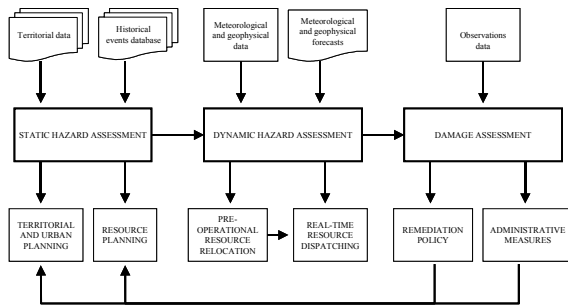 Territorial data
Historical
events database
Meteorological
and geophysical
data
Meteorological
and geophysical
forecasts
Observations
data
STATIC HAZARD ASSESSMENT
DYNAMIC HAZARD ASSESSMENT
DAMAGE ASSESSMENT
TERRITORIAL
AND URBAN
PLANNING
RESOURCE
PLANNING
PRE-
OPERATIONAL
RESOURCE
RELOCATION
REAL-TIME
RESOURCE
DISPATCHING
REMEDIATION
POLICY
ADMINISTRATIVE
MEASURES